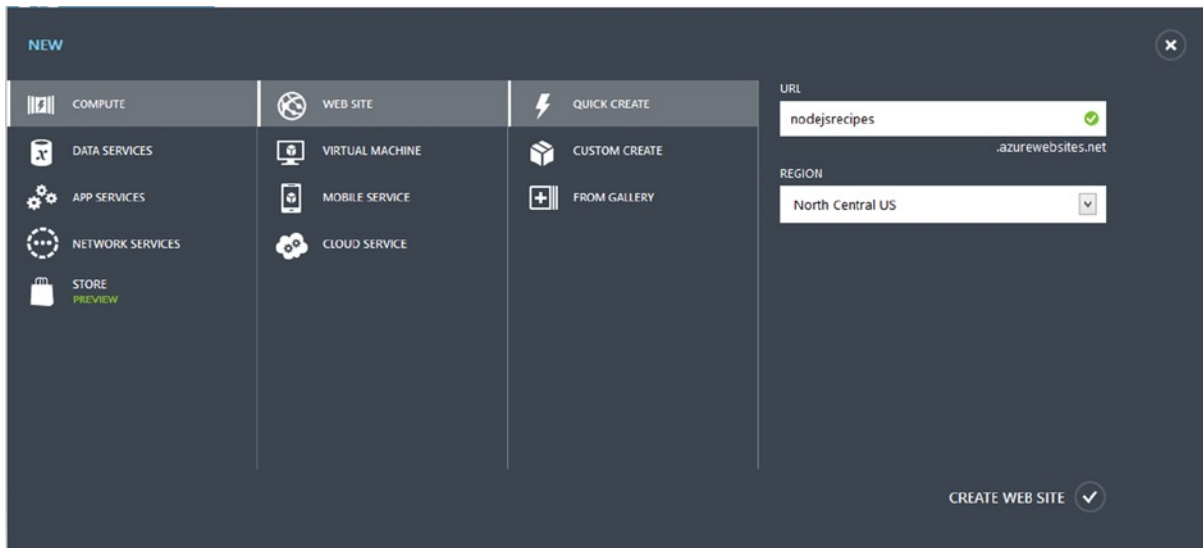 NEW
COMPUTE
DATA SERVICES
APP SERVICES
NETWORK SERVICES
STORE
PREVIEW
WEB SITE
VIRTUAL MACHINE
MOBILE SERVICE
CLOUD SERVICE
QUICK CREATE
CUSTOM CREATE
FROM GALLERY
URL
nodejsrecipes
.azurewebsites.net
REGION
North Central US
CREATE WEB SITE